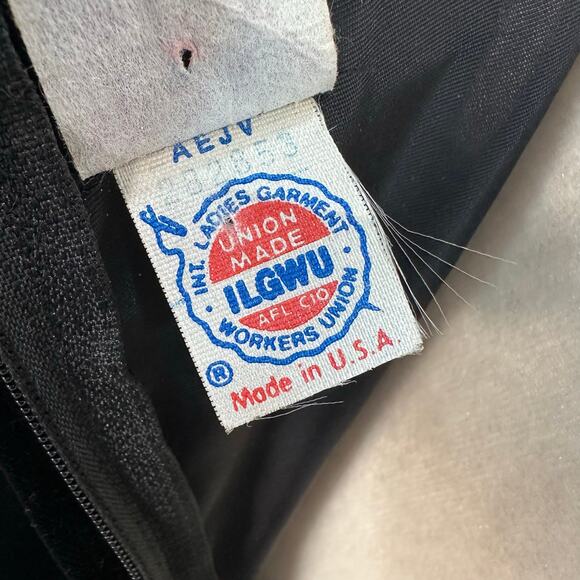 AEJV
INT. LADIES GARMENT
UNION
MADE
ILGWU
AFL CIO
WORKERS UNION
®
Made in U.S.A.